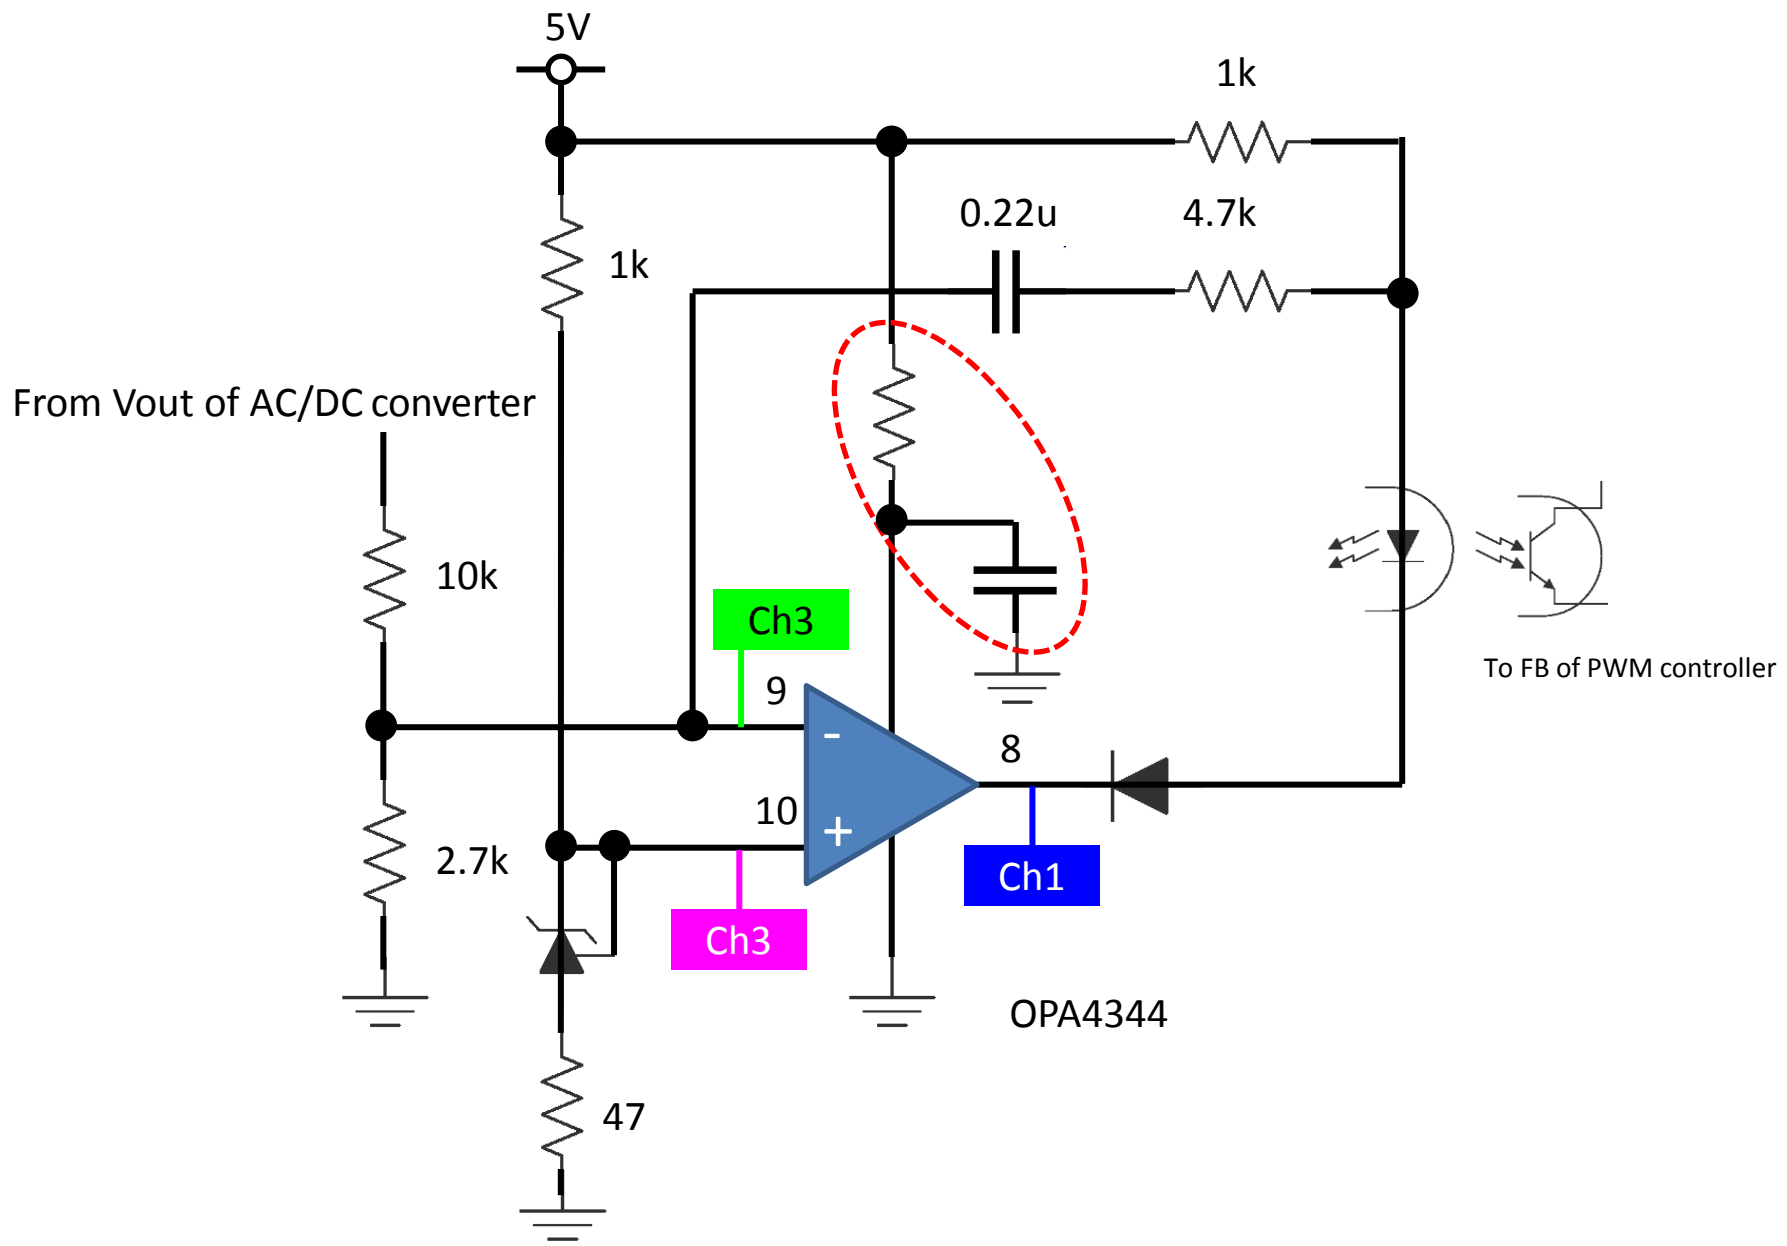 5V
1k
0.22u
4.7k
1k
From Vout of AC/DC converter
10k
Ch3
9
To FB of PWM controller
-
8
10
+
2.7k
Ch1
Ch3
OPA4344
47